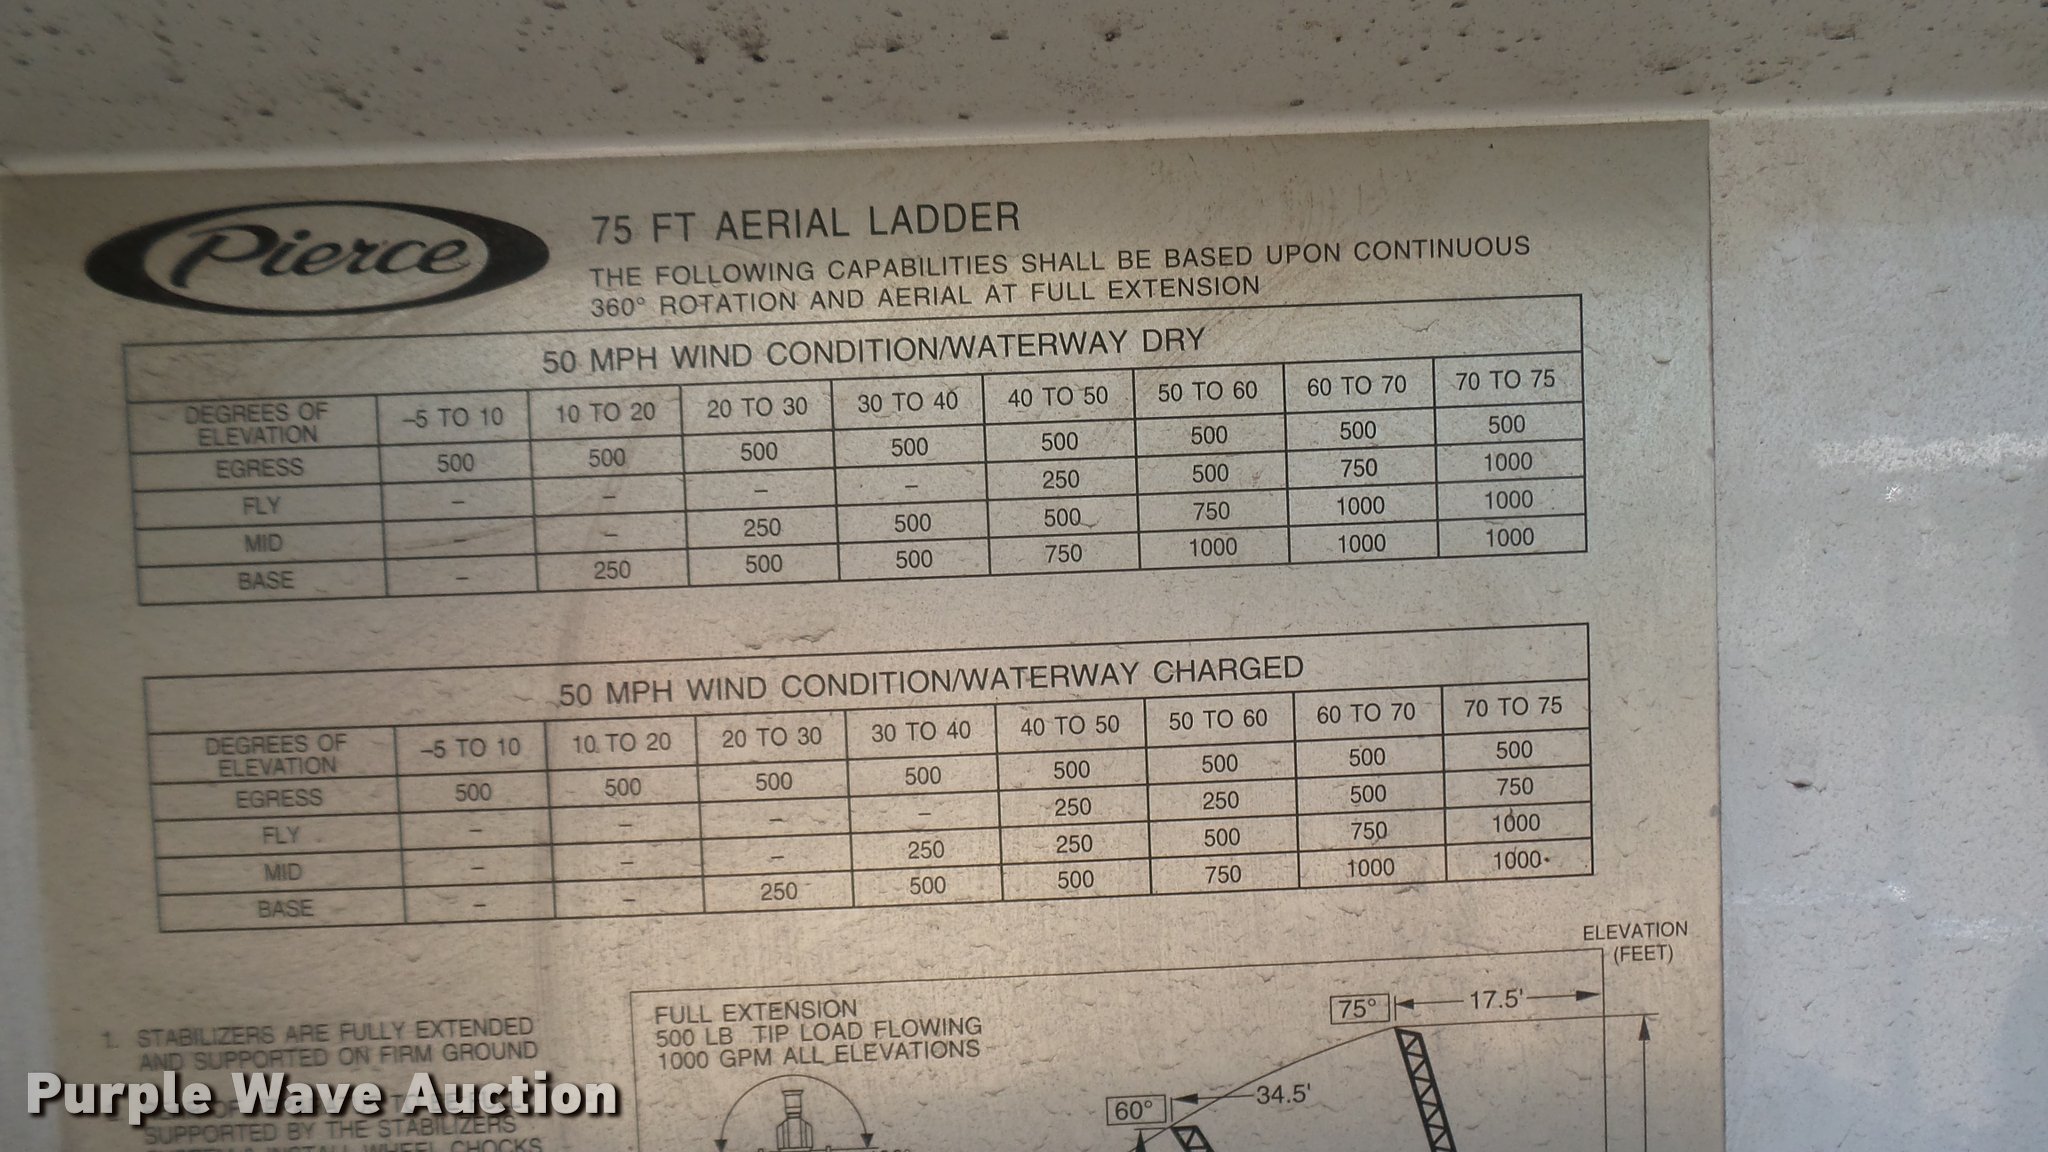 Pierce
75 FT AERIAL LADDER
THE FOLLOWING CAPABILITIES SHALL BE BASED UPON CONTINUOUS
360° ROTATION AND AERIAL AT FULL EXTENSION
50 MPH WIND CONDITION/WATERWAY DRY
DEGREES OF ELEVATION -5 TO 10 10 TO 20 20 TO 30 30 TO 40 40 TO 50 50 TO 60 60 TO 70 70 TO 75
EGRESS 500 500 500 500 500 500 500 500
FLY - - - - 250 500 750 1000
MID - - 250 500 500 750 1000 1000
BASE - 250 500 500 750 1000 1000 1000
50 MPH WIND CONDITION/WATERWAY CHARGED
DEGREES OF ELEVATION -5 TO 10 10 TO 20 20 TO 30 30 TO 40 40 TO 50 50 TO 60 60 TO 70 70 TO 75
EGRESS 500 500 500 500 500 500 500 500
FLY - - - - 250 250 500 750
MID - - - 250 250 500 750 1000
BASE - - 250 500 500 750 1000 1000
1. STABILIZERS ARE FULLY EXTENDED
AND SUPPORTED ON FIRM GROUND
SUPPORTED BY THE STABILIZERS
INSTALL WHEEL CHOCKS
FULL EXTENSION
500 LB TIP LOAD FLOWING
1000 GPM ALL ELEVATIONS
ELEVATION
(FEET)
75° 17.5'
60° 34.5'
Purple Wave Auction